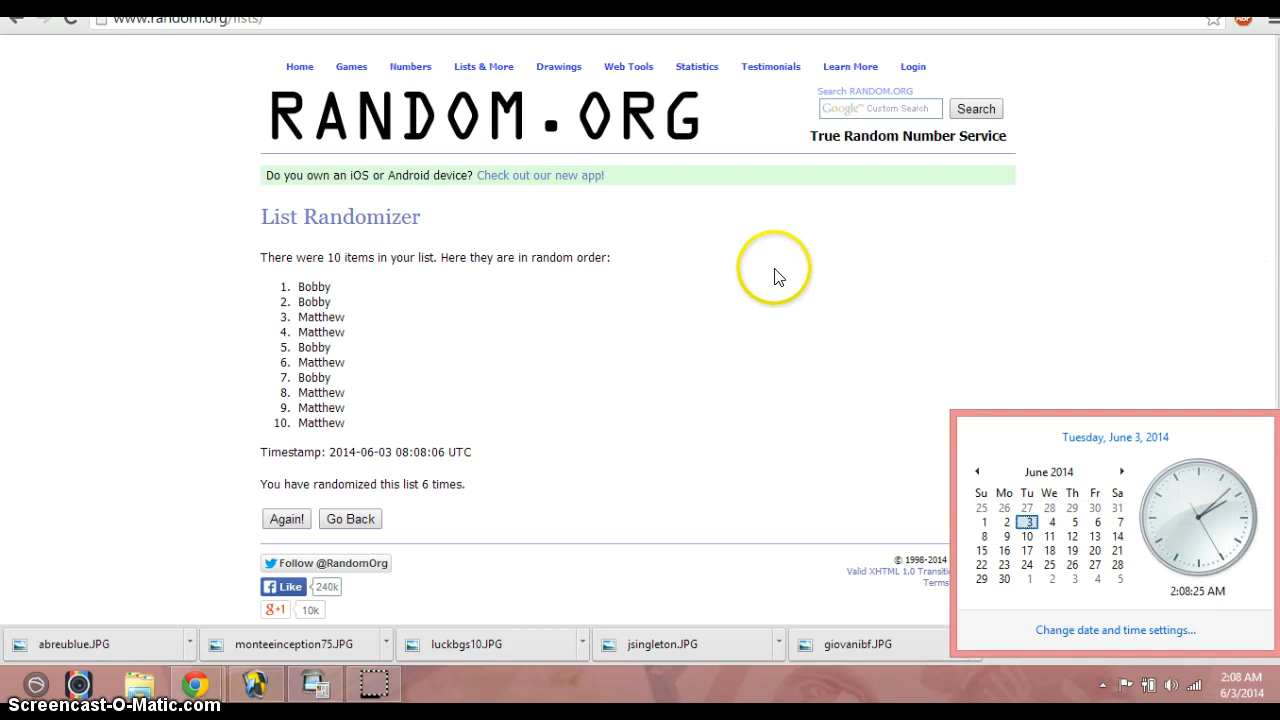 www.random.org/lists/
ABP
Home Games Numbers Lists & More Drawings Web Tools Statistics Testimonials Learn More Login
RANDOM.ORG
Search RANDOM.ORG
Google™ Custom Search Search
True Random Number Service
Do you own an iOS or Android device? Check out our new app!
List Randomizer
There were 10 items in your list. Here they are in random order:
1. Bobby
2. Bobby
3. Matthew
4. Matthew
5. Bobby
6. Matthew
7. Bobby
8. Matthew
9. Matthew
10. Matthew
Timestamp: 2014-06-03 08:08:06 UTC
You have randomized this list 6 times.
Again! Go Back
Follow @RandomOrg
Like 240k
g+1 10k
© 1998-2014
Valid XHTML 1.0 Transiti
Terms
Tuesday, June 3, 2014
June 2014
Su Mo Tu We Th Fr Sa
25 26 27 28 29 30 31
1 2 3 4 5 6 7
8 9 10 11 12 13 14
15 16 17 18 19 20 21
22 23 24 25 26 27 28
29 30 1 2 3 4 5
2:08:25 AM
Change date and time settings...
abreublue.JPG monteeinception75.JPG luckbgs10.JPG jsingleton.JPG giovanibf.JPG
2:08 AM
6/3/2014
Screencast-O-Matic.com